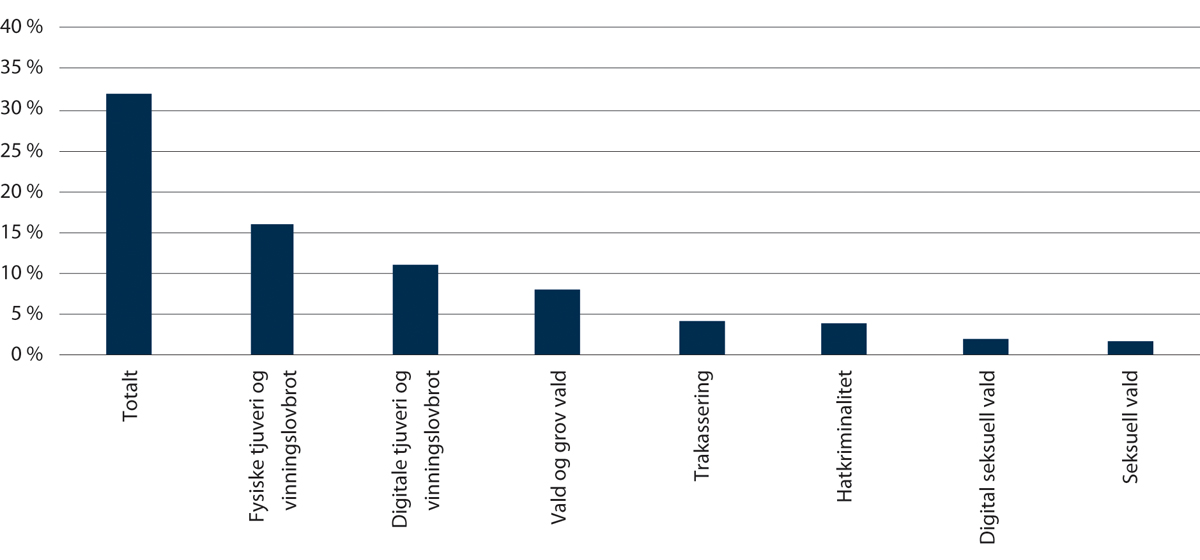 40 %
35 %
30 %
25 %
20 %
15 %
10 %
5 %
0 %
Totalt
Fysiske tjuveri og
vinningslovbrot
Digitale tjuveri og
vinningslovbrot
Vald og grov vald
Trakassering
Hatkriminalitet
Digital seksuell vald
Seksuell vald